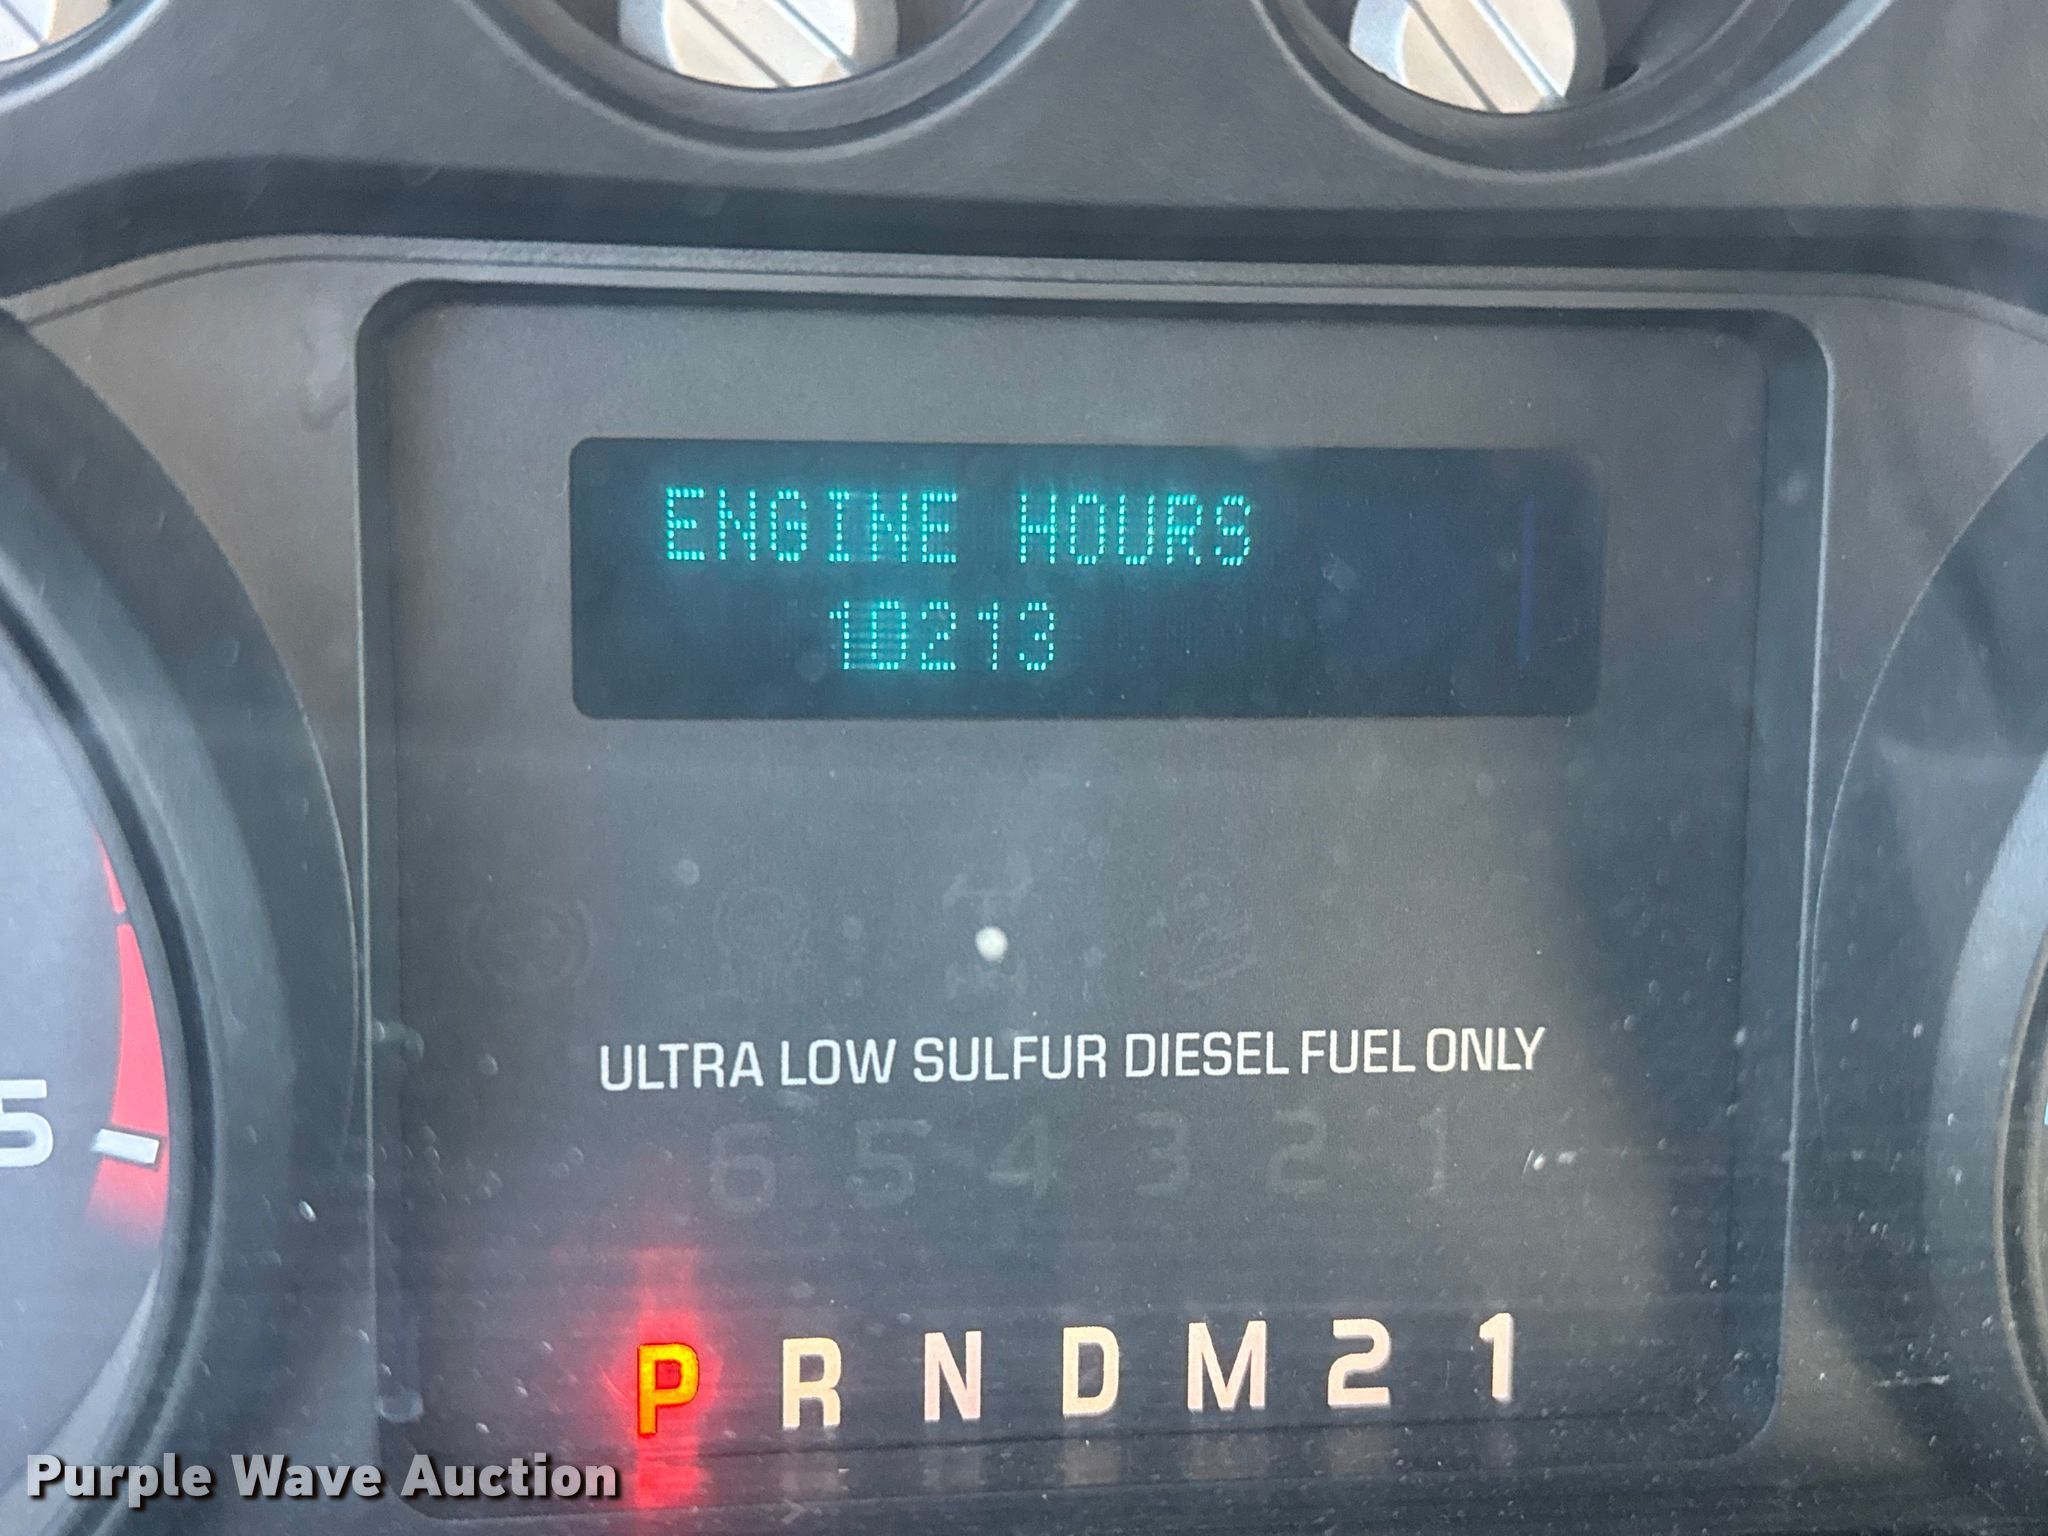 ENGINE HOURS
10213
ULTRA LOW SULFUR DIESEL FUEL ONLY
5
6 5 4 3 2 1
P R N D M 2 1
Purple Wave Auction